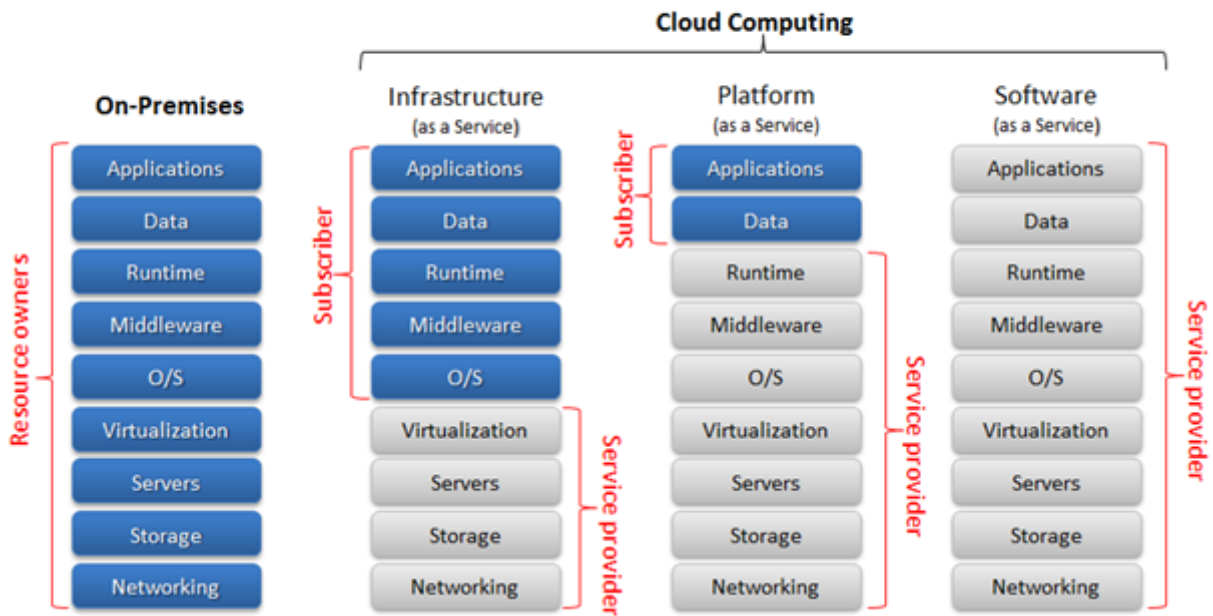 Cloud Computing
On-Premises
Resource owners
Applications
Data
Runtime
Middleware
O/S
Virtualization
Servers
Storage
Networking
Infrastructure
(as a Service)
Subscriber
Applications
Data
Runtime
Middleware
O/S
Virtualization
Servers
Storage
Networking
Service provider
Platform
(as a Service)
Subscriber
Applications
Data
Runtime
Middleware
O/S
Virtualization
Servers
Storage
Networking
Service provider
Software
(as a Service)
Applications
Data
Runtime
Middleware
O/S
Virtualization
Servers
Storage
Networking
Service provider